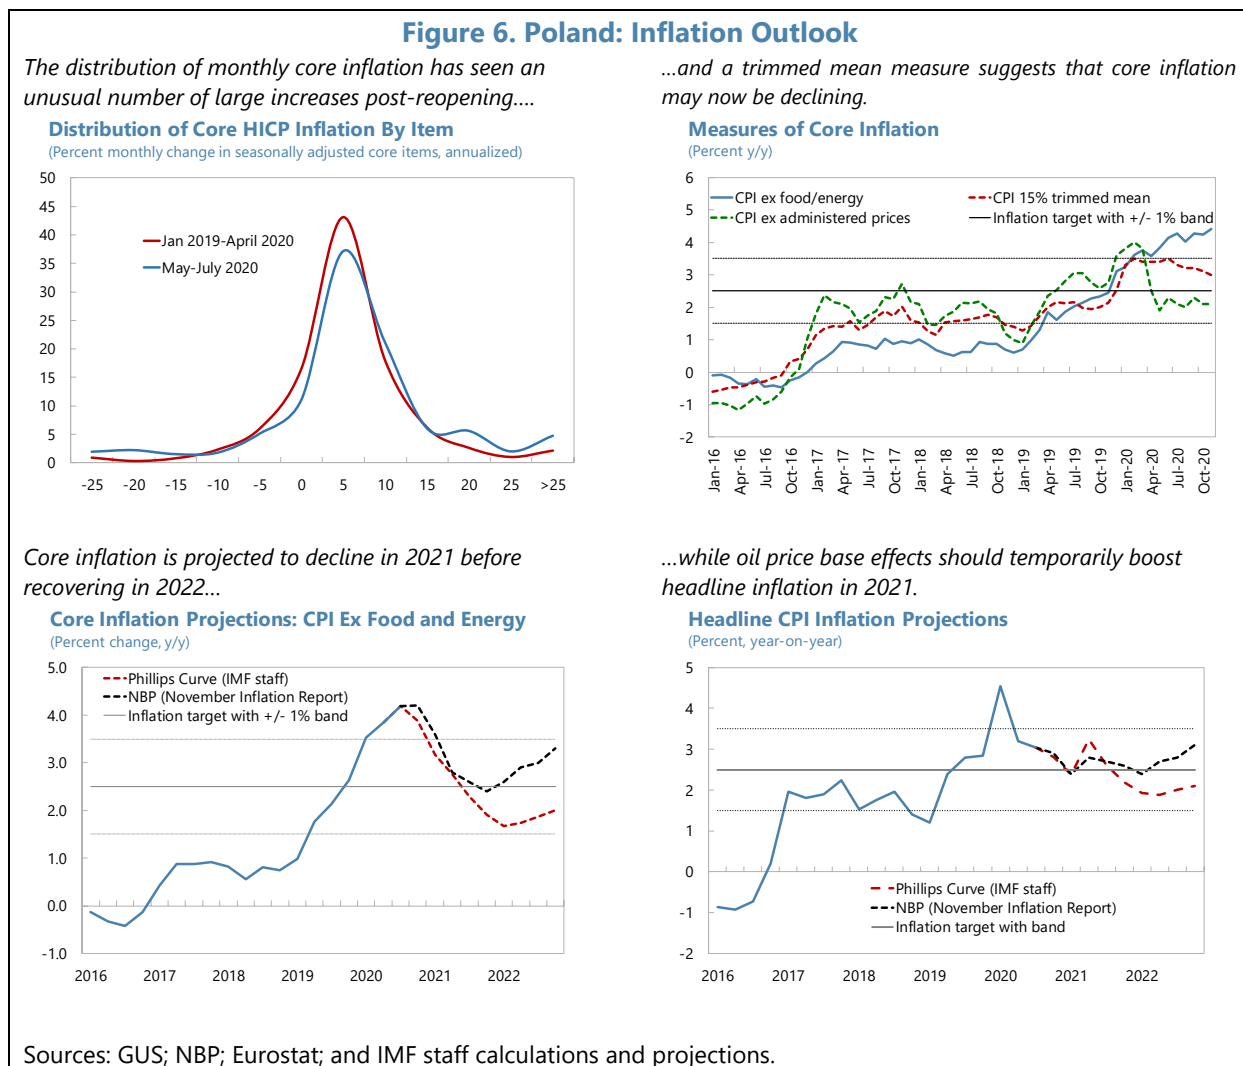 Figure 6. Poland: Inflation Outlook
The distribution of monthly core inflation has seen an
unusual number of large increases post-reopening....
Distribution of Core HICP Inflation By Item
(Percent monthly change in seasonally adjusted core items, annualized)
50
45
40
35
30
25
20
15
10
5
0
Jan 2019-April 2020
May-July 2020
-25 -20 -15 -10 -5 0 5 10 15 20 25 >25
...and a trimmed mean measure suggests that core inflation
may now be declining.
Measures of Core Inflation
(Percent y/y)
6
5
4
3
2
1
0
-1
-2
CPI ex food/energy
CPI 15% trimmed mean
CPI ex administered prices
Inflation target with +/- 1% band
Jan-16 Apr-16 Jul-16 Oct-16 Jan-17 Apr-17 Jul-17 Oct-17 Jan-18 Apr-18 Jul-18 Oct-18 Jan-19 Apr-19 Jul-19 Oct-19 Jan-20 Apr-20 Jul-20 Oct-20
Core inflation is projected to decline in 2021 before
recovering in 2022...
Core Inflation Projections: CPI Ex Food and Energy
(Percent change, y/y)
5.0
4.0
3.0
2.0
1.0
0.0
-1.0
Phillips Curve (IMF staff)
NBP (November Inflation Report)
Inflation target with +/- 1% band
2016 2017 2018 2019 2020 2021 2022
...while oil price base effects should temporarily boost
headline inflation in 2021.
Headline CPI Inflation Projections
(Percent, year-on-year)
5
4
3
2
1
0
-1
-2
Phillips Curve (IMF staff)
NBP (November Inflation Report)
Inflation target with band
2016 2017 2018 2019 2020 2021 2022
Sources: GUS; NBP; Eurostat; and IMF staff calculations and projections.